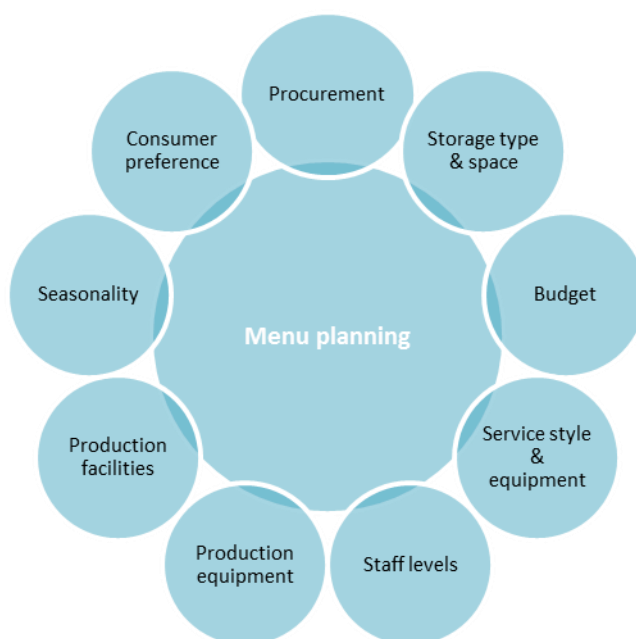 Procurement
Storage type
& space
Budget
Service style
&
equipment
Staff levels
Production
equipment
Production
facilities
Seasonality
Consumer
preference
Menu planning